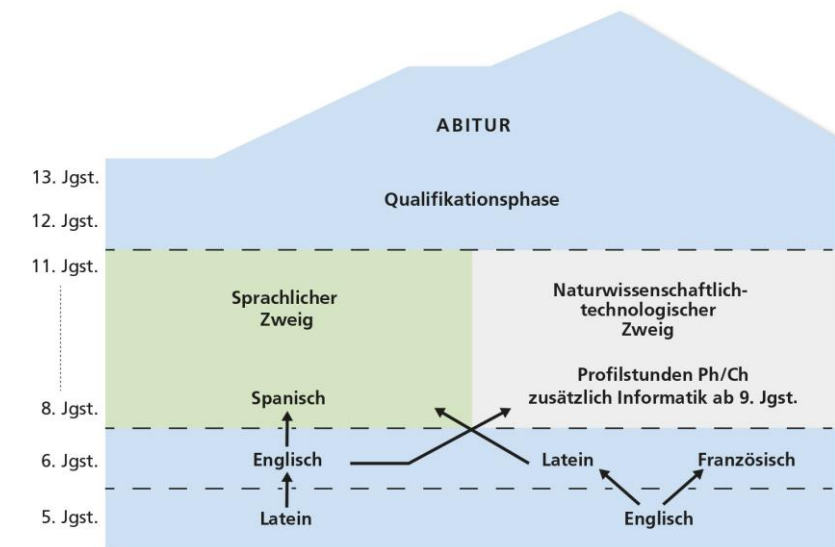 ABITUR
13. Jgst.
Qualifikationsphase
12. Jgst.
11. Jgst.
Sprachlicher
Zweig
Naturwissenschaftlich-
technologischer
Zweig
Profilstunden Ph/Ch
zusätzlich Informatik ab 9. Jgst.
8. Jgst.
Spanisch
6. Jgst.
Englisch
Latein
Französisch
5. Jgst.
Latein
Englisch